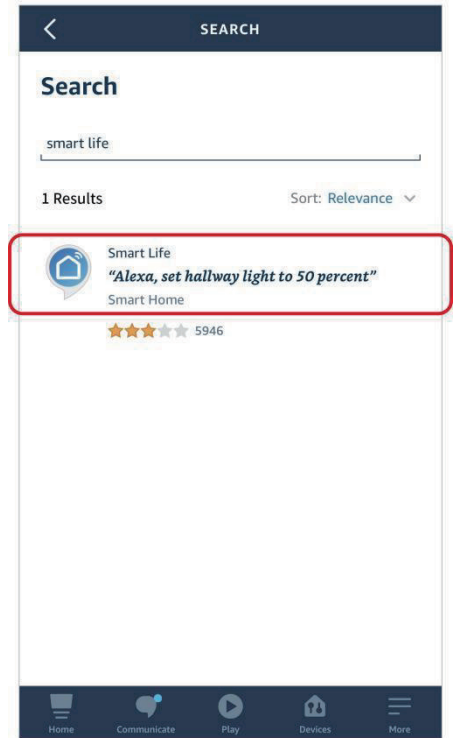 SEARCH
Search
smart life
1 Results Sort: Relevance
Smart Life
“Alexa, set hallway light to 50 percent”
Smart Home
5946
Home Communicate Play Devices More